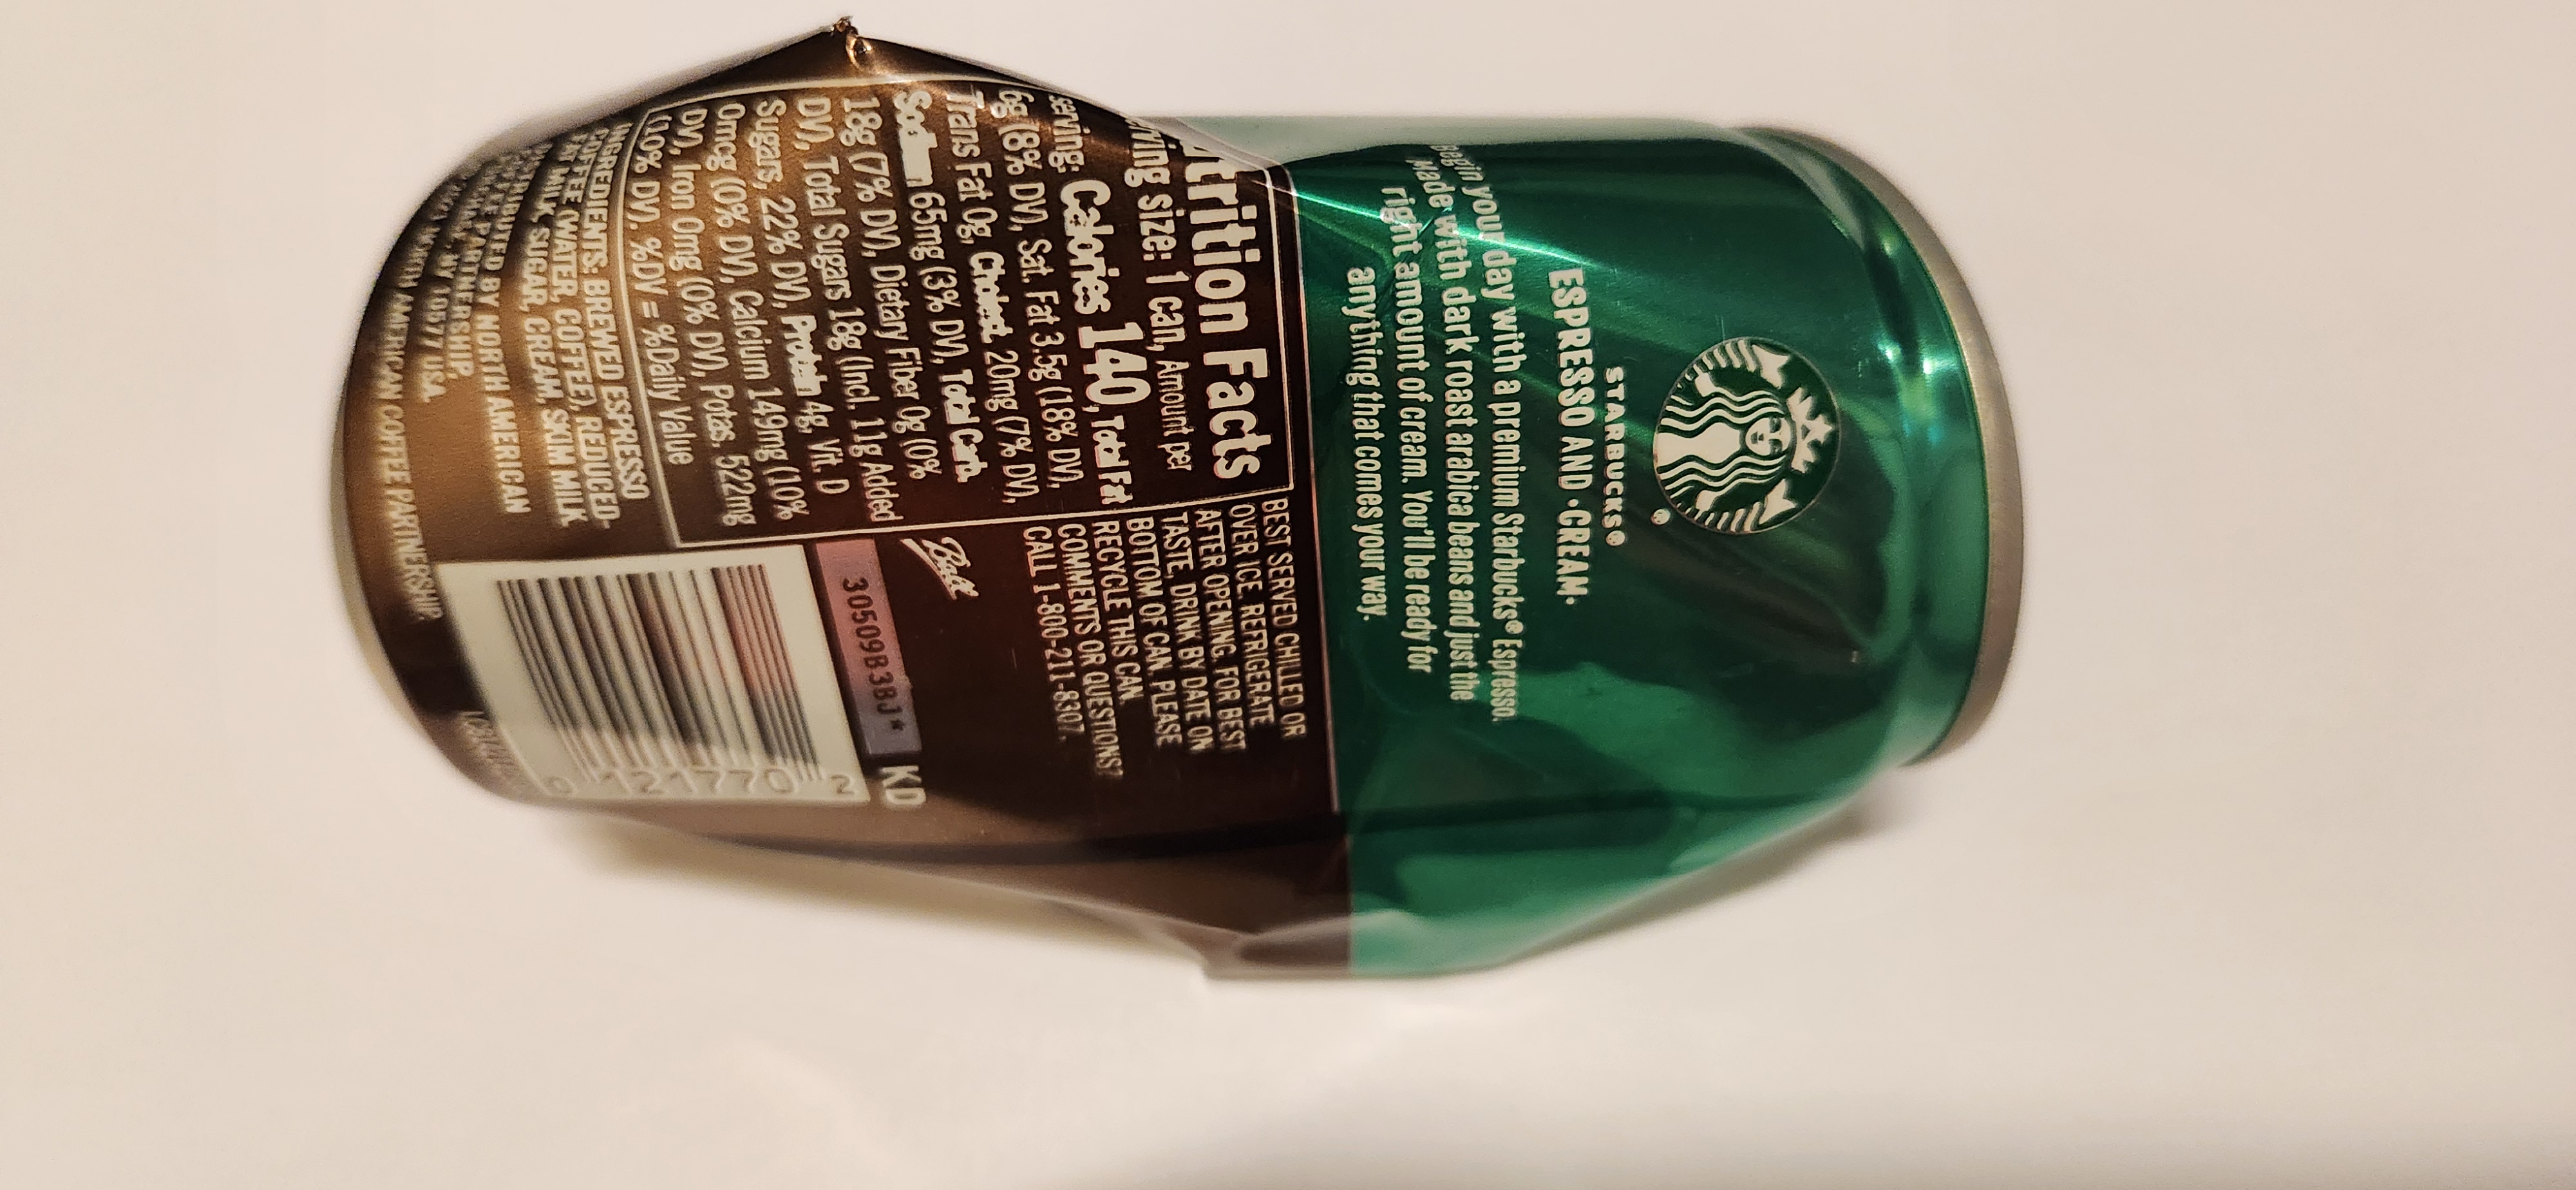 STARBUCKS®
ESPRESSO AND·CREAM·
your day with a premium Starbucks® Espresso.
made with dark roast arabica beans and just the
right amount of cream. You'll be ready for
anything that comes your way.
trition Facts
size: 1 can, Amount per
serving: Calories 140, Total Fat
6g (8% DV), Sat. Fat 3.5g (18% DV),
Trans Fat 0g, Cholest. 20mg (7% DV),
Sodium 65mg (3% DV), Total Carb.
18g (7% DV), Dietary Fiber 0g (0%
DV), Total Sugars 18g (Incl. 11g Added
Sugars, 22% DV), Protein 4g, Vit. D
0mcg (0% DV), Calcium 149mg (10%
DV), Iron 0mg (0% DV), Potas. 522mg
(10% DV). %DV = %Daily Value
INGREDIENTS: BREWED ESPRESSO
COFFEE (WATER, COFFEE), REDUCED-
FAT MILK, SUGAR, CREAM, SKIM MILK
BY NORTH AMERICAN
COFFEE PARTNERSHIP,
10577 USA
AMERICAN COFFEE PARTNERSHIP
BEST SERVED CHILLED OR
OVER ICE. REFRIGERATE
AFTER OPENING. FOR BEST
TASTE, DRINK BY DATE ON
BOTTOM OF CAN. PLEASE
RECYCLE THIS CAN.
COMMENTS OR QUESTIONS?
CALL 1-800-211-8307.
Ball
305098383J*
KD
0 121770 2